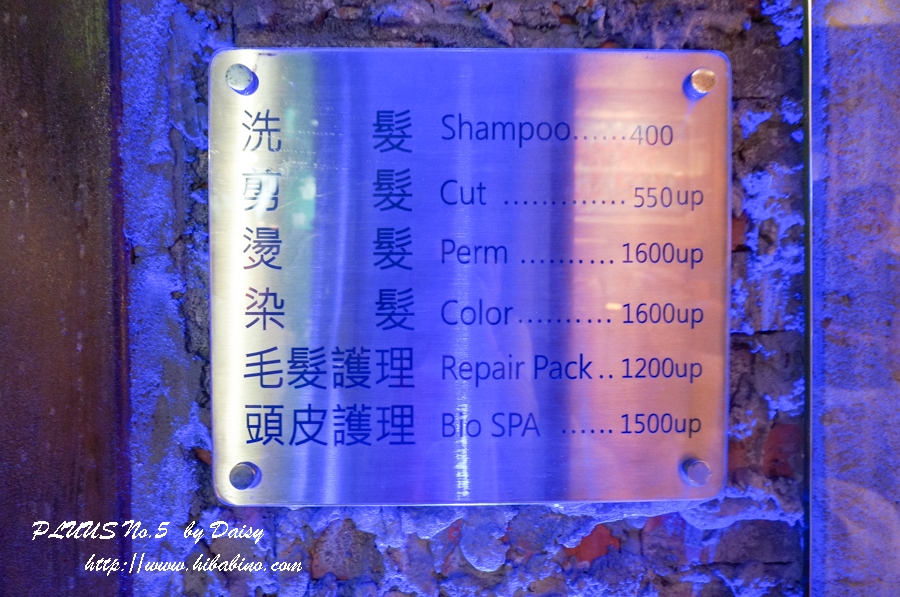 洗髮 Shampoo......400
剪髮 Cut .............550up
燙髮 Perm ..........1600up
染髮 Color..........1600up
毛髮護理 Repair Pack..1200up
頭皮護理 Bio SPA ......1500up
PLUUS No.5 by Daisy
http://www.hibabino.com